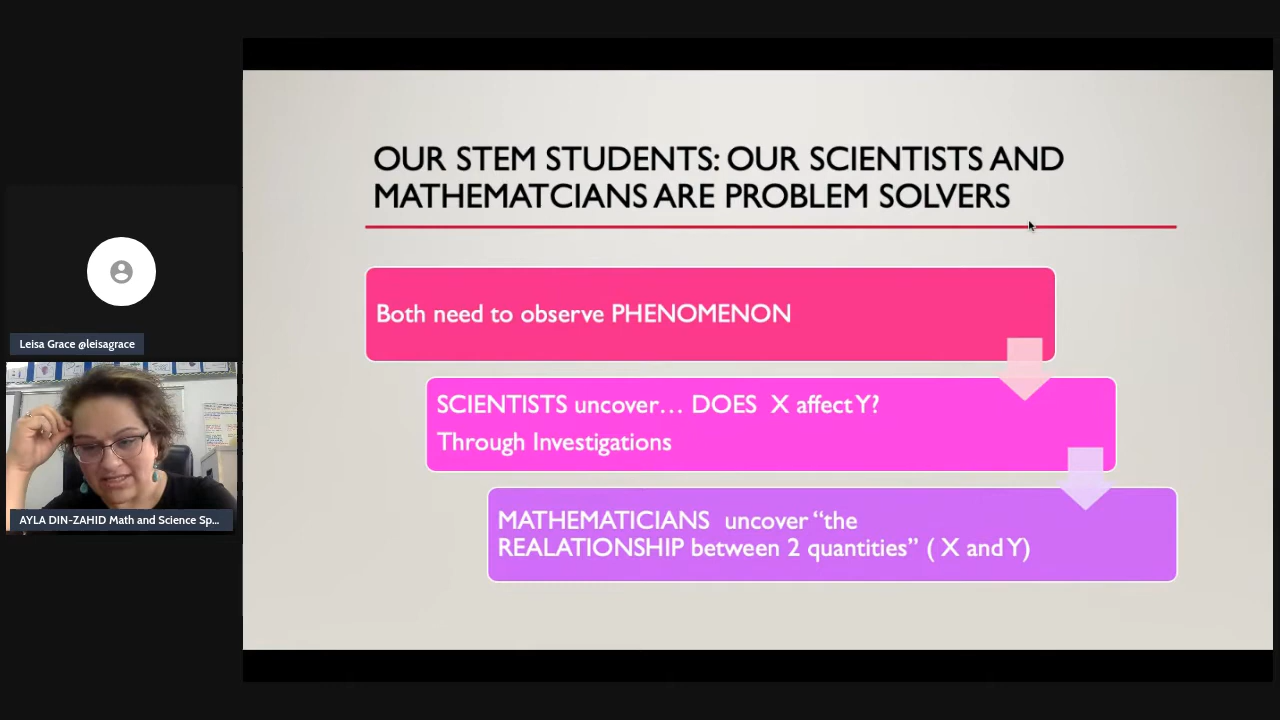 OUR STEM STUDENTS: OUR SCIENTISTS AND
MATHEMATCIANS ARE PROBLEM SOLVERS
Both need to observe PHENOMENON
SCIENTISTS uncover... DOES X affect Y?
Through Investigations
MATHEMATICIANS uncover “the
REALATIONSHIP between 2 quantities” ( X and Y)
Leisa Grace @leisagrace
AYLA DIN-ZAHID Math and Science Sp...